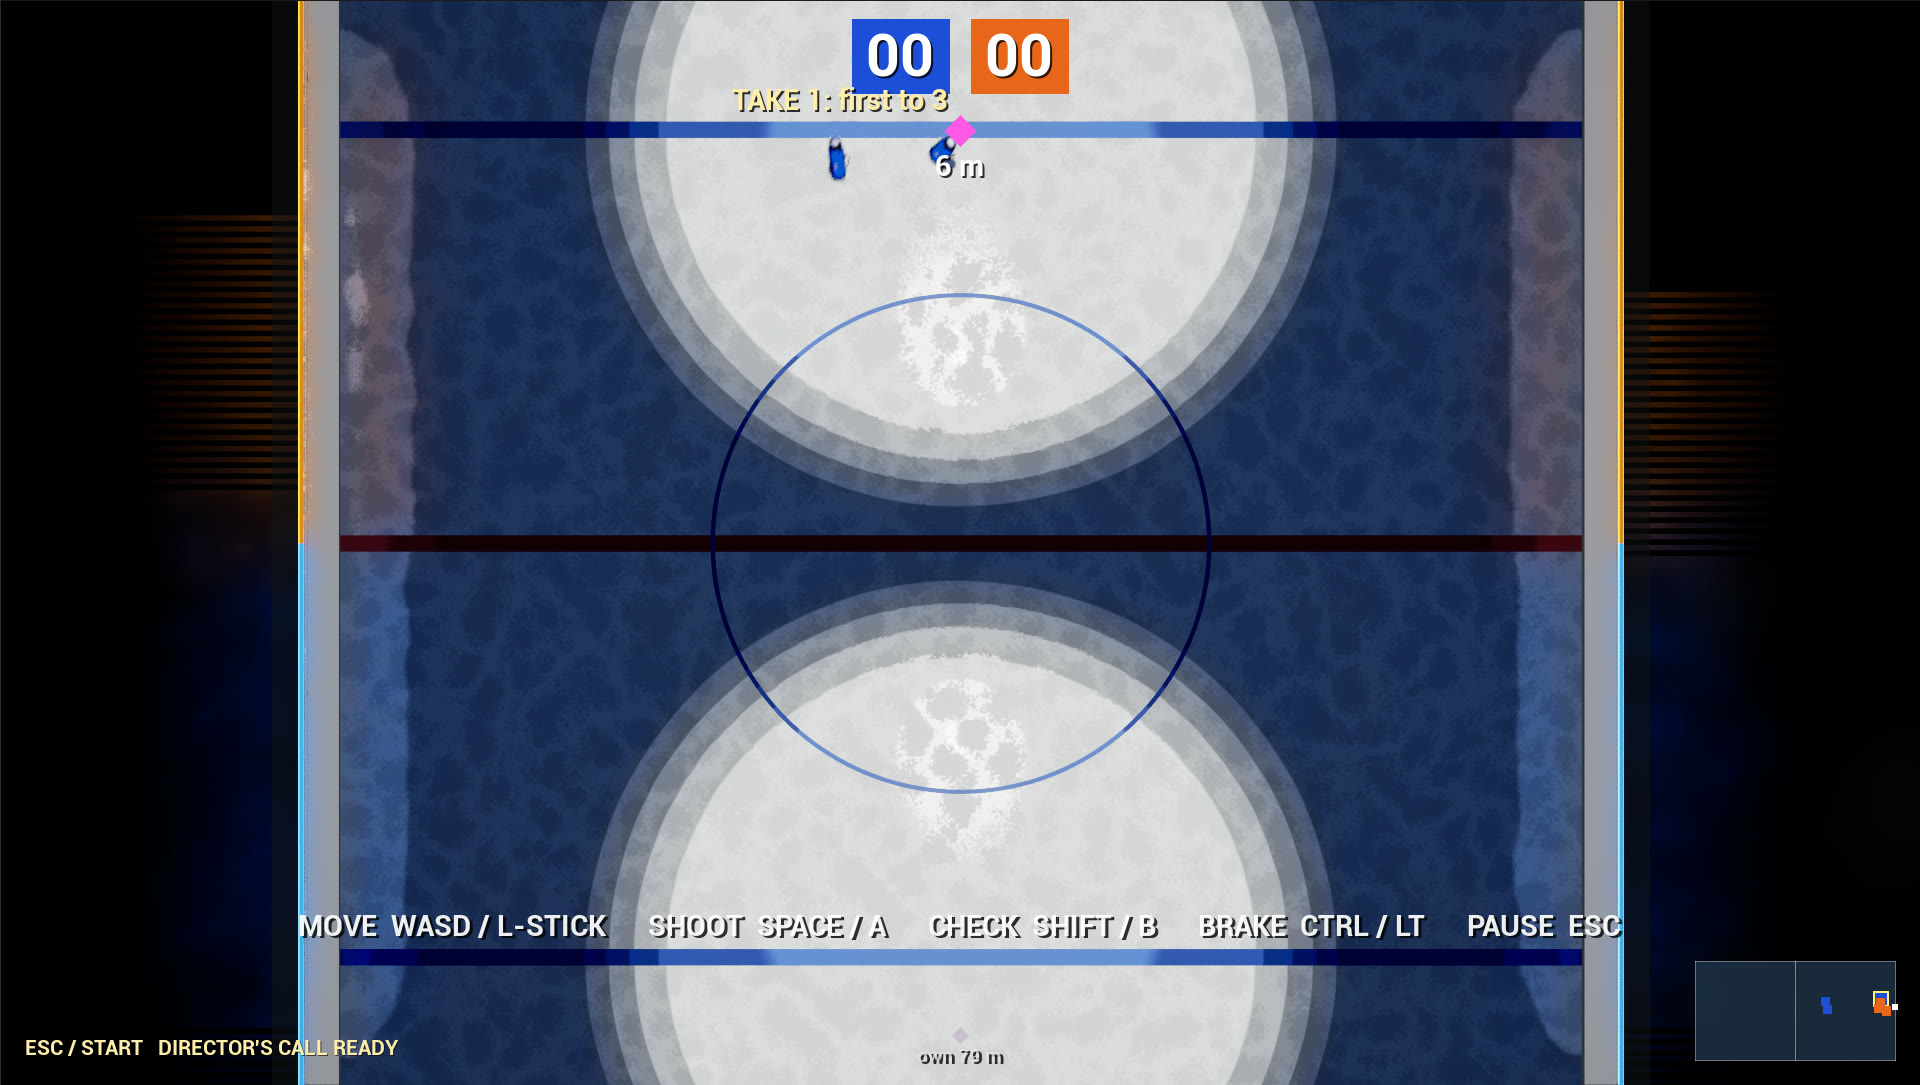 00 00
TAKE 1: first to 3
6 m
MOVE WASD / L-STICK SHOOT SPACE / A CHECK SHIFT / B BRAKE CTRL / LT PAUSE ESC
ESC / START DIRECTOR'S CALL READY
own 79 m